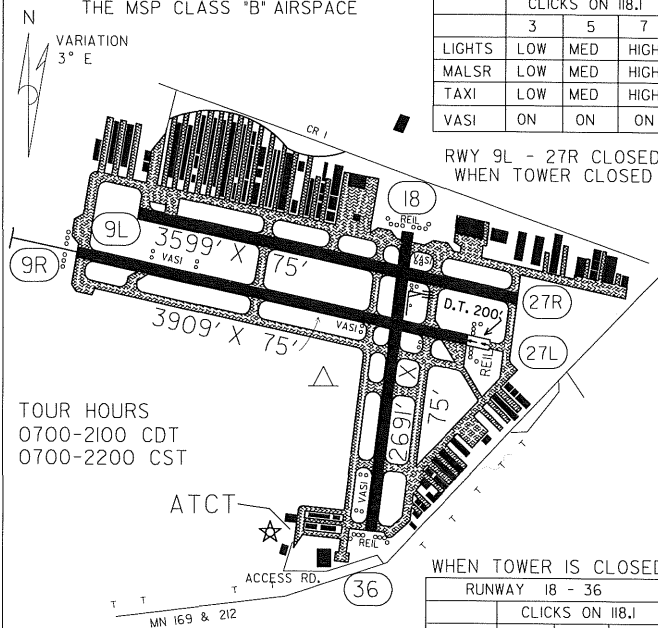 THE MSP CLASS "B" AIRSPACE
N
VARIATION
3° E
CLICKS ON 118.1
3 5 7
LIGHTS LOW MED HIGH
MALSR LOW MED HIGH
TAXI LOW MED HIGH
VASI ON ON ON
RWY 9L - 27R CLOSED
WHEN TOWER CLOSED
CR 1
18
REIL
9L
3599' X 75'
VASI
VASI
9R
27R
D.T. 200'
3909' X 75'
VASI
27L
REIL
2691' X 75'
TOUR HOURS
0700-2100 CDT
0700-2200 CST
VASI
ATCT
REIL
ACCESS RD.
36
T T T T T T T T
MN 169 & 212
WHEN TOWER IS CLOSED
RUNWAY 18 - 36
CLICKS ON 118.1